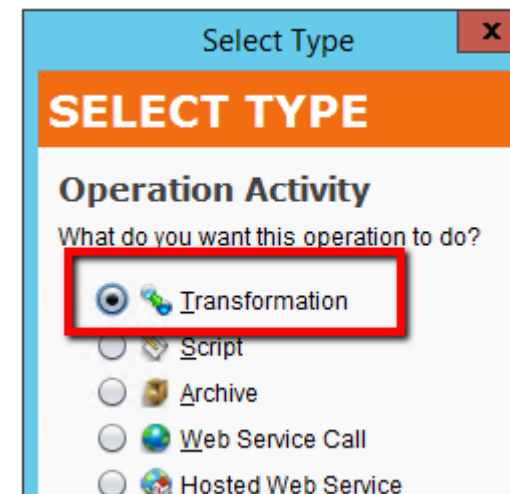 Select Type
x
SELECT TYPE
Operation Activity
What do you want this operation to do?
Transformation
Script
Archive
Web Service Call
Hosted Web Service